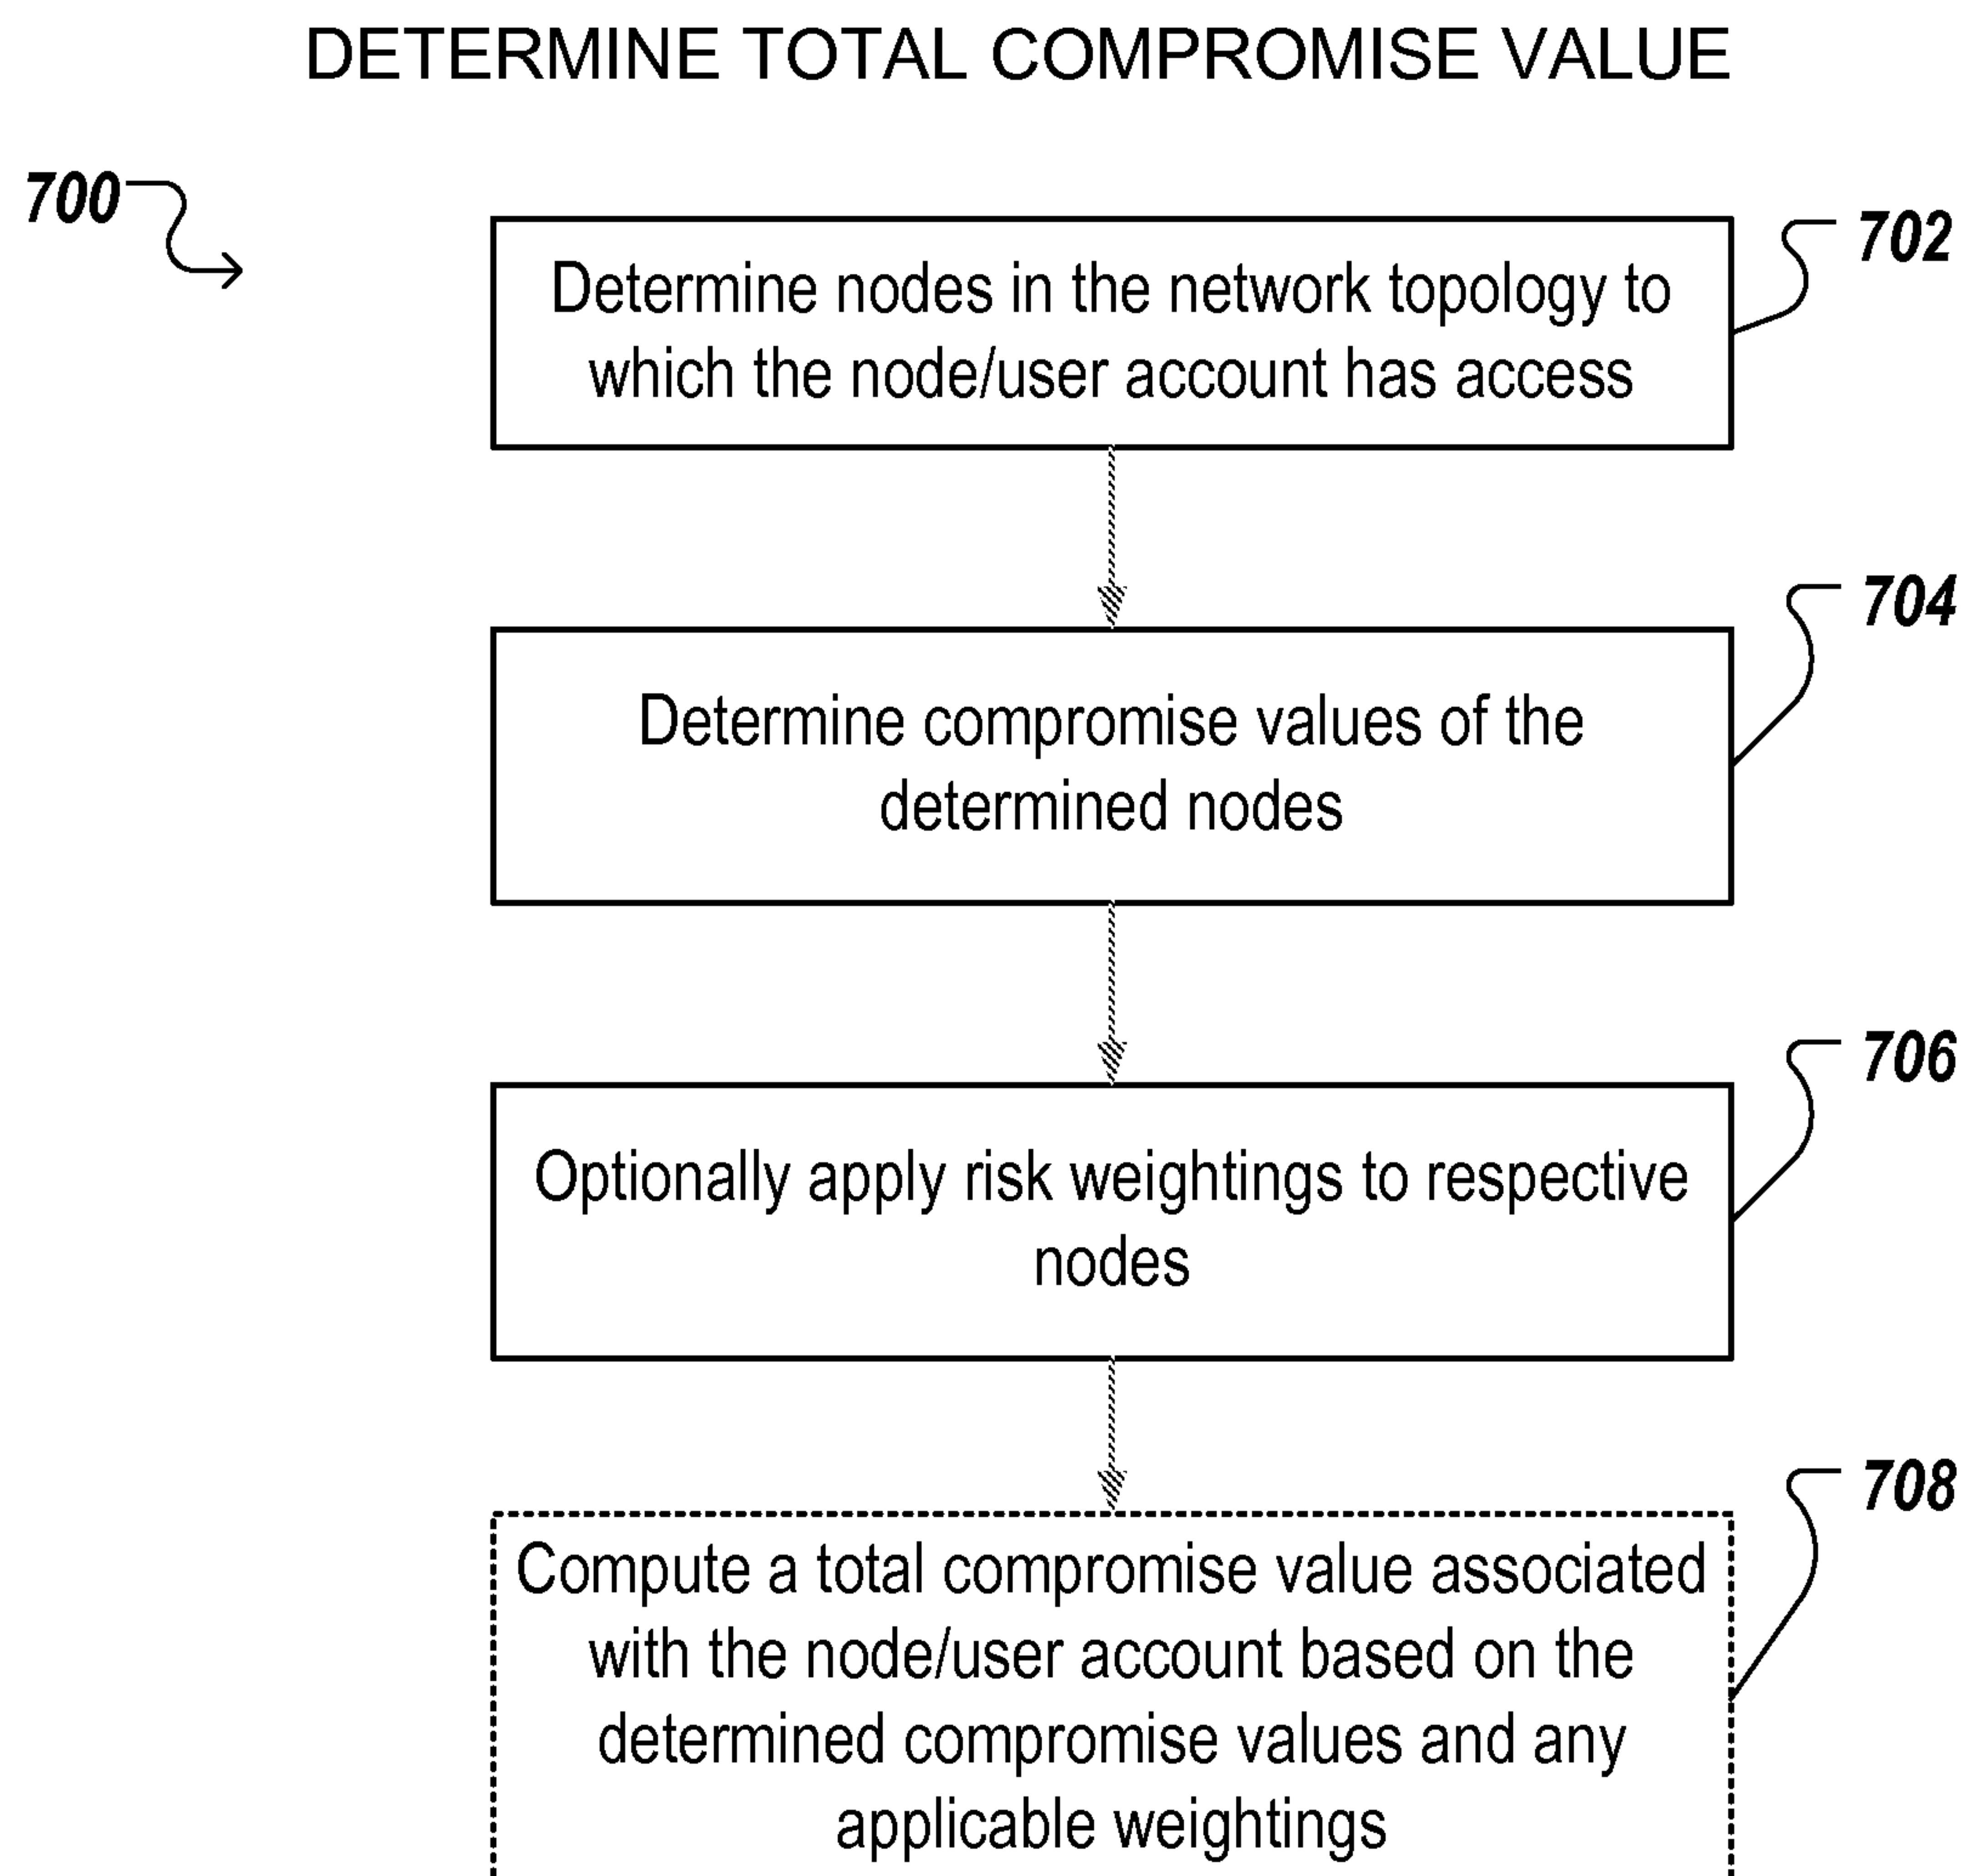 DETERMINE TOTAL COMPROMISE VALUE
700
702
Determine nodes in the network topology to
which the node/user account has access
704
Determine compromise values of the
determined nodes
706
Optionally apply risk weightings to respective
nodes
708
Compute a total compromise value associated
with the node/user account based on the
determined compromise values and any
applicable weightings